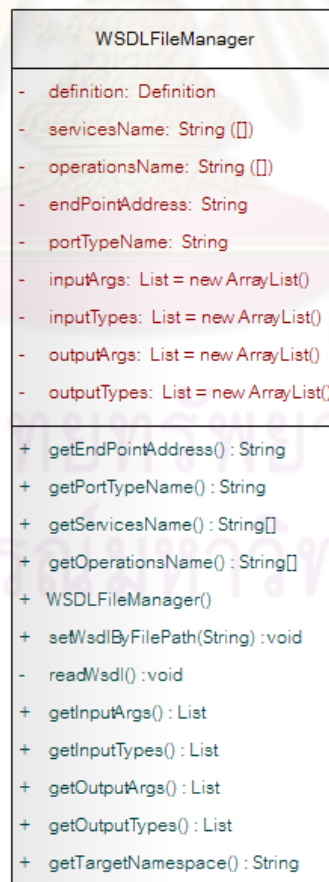 WSDLFileManager
- definition: Definition
- servicesName: String ([])
- operationsName: String ([])
- endPointAddress: String
- portTypeName: String
- inputArgs: List = new ArrayList()
- inputTypes: List = new ArrayList()
- outputArgs: List = new ArrayList()
- outputTypes: List = new ArrayList()
+ getEndPointAddress() : String
+ getPortTypeName() : String
+ getServicesName() : String[]
+ getOperationsName() : String[]
+ WSDLFileManager()
+ setWsdlByFilePath(String) : void
- readWsdl() : void
+ getInputArgs() : List
+ getInputTypes() : List
+ getOutputArgs() : List
+ getOutputTypes() : List
+ getTargetNamespace() : String